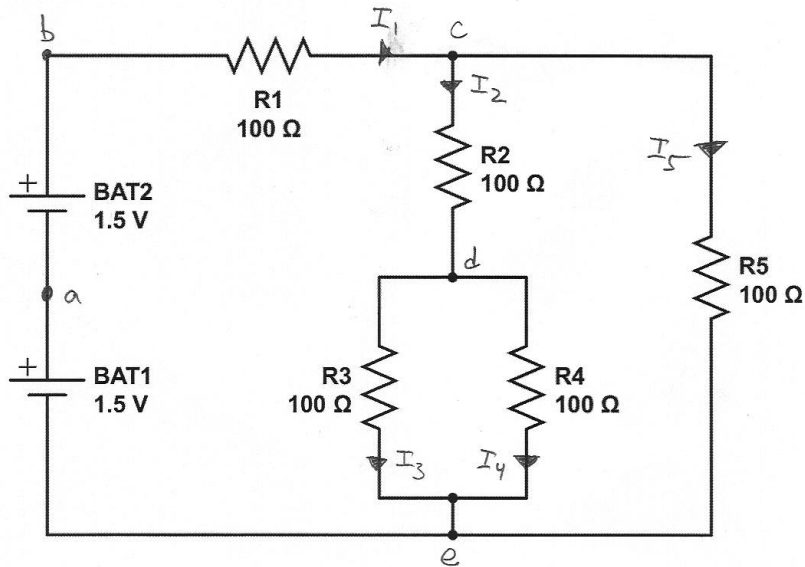 b
I1
c
R1
100 Ω
I2
R2
100 Ω
I5
+
BAT2
1.5 V
a
d
R5
100 Ω
+
BAT1
1.5 V
R3
100 Ω
R4
100 Ω
I3
I4
e